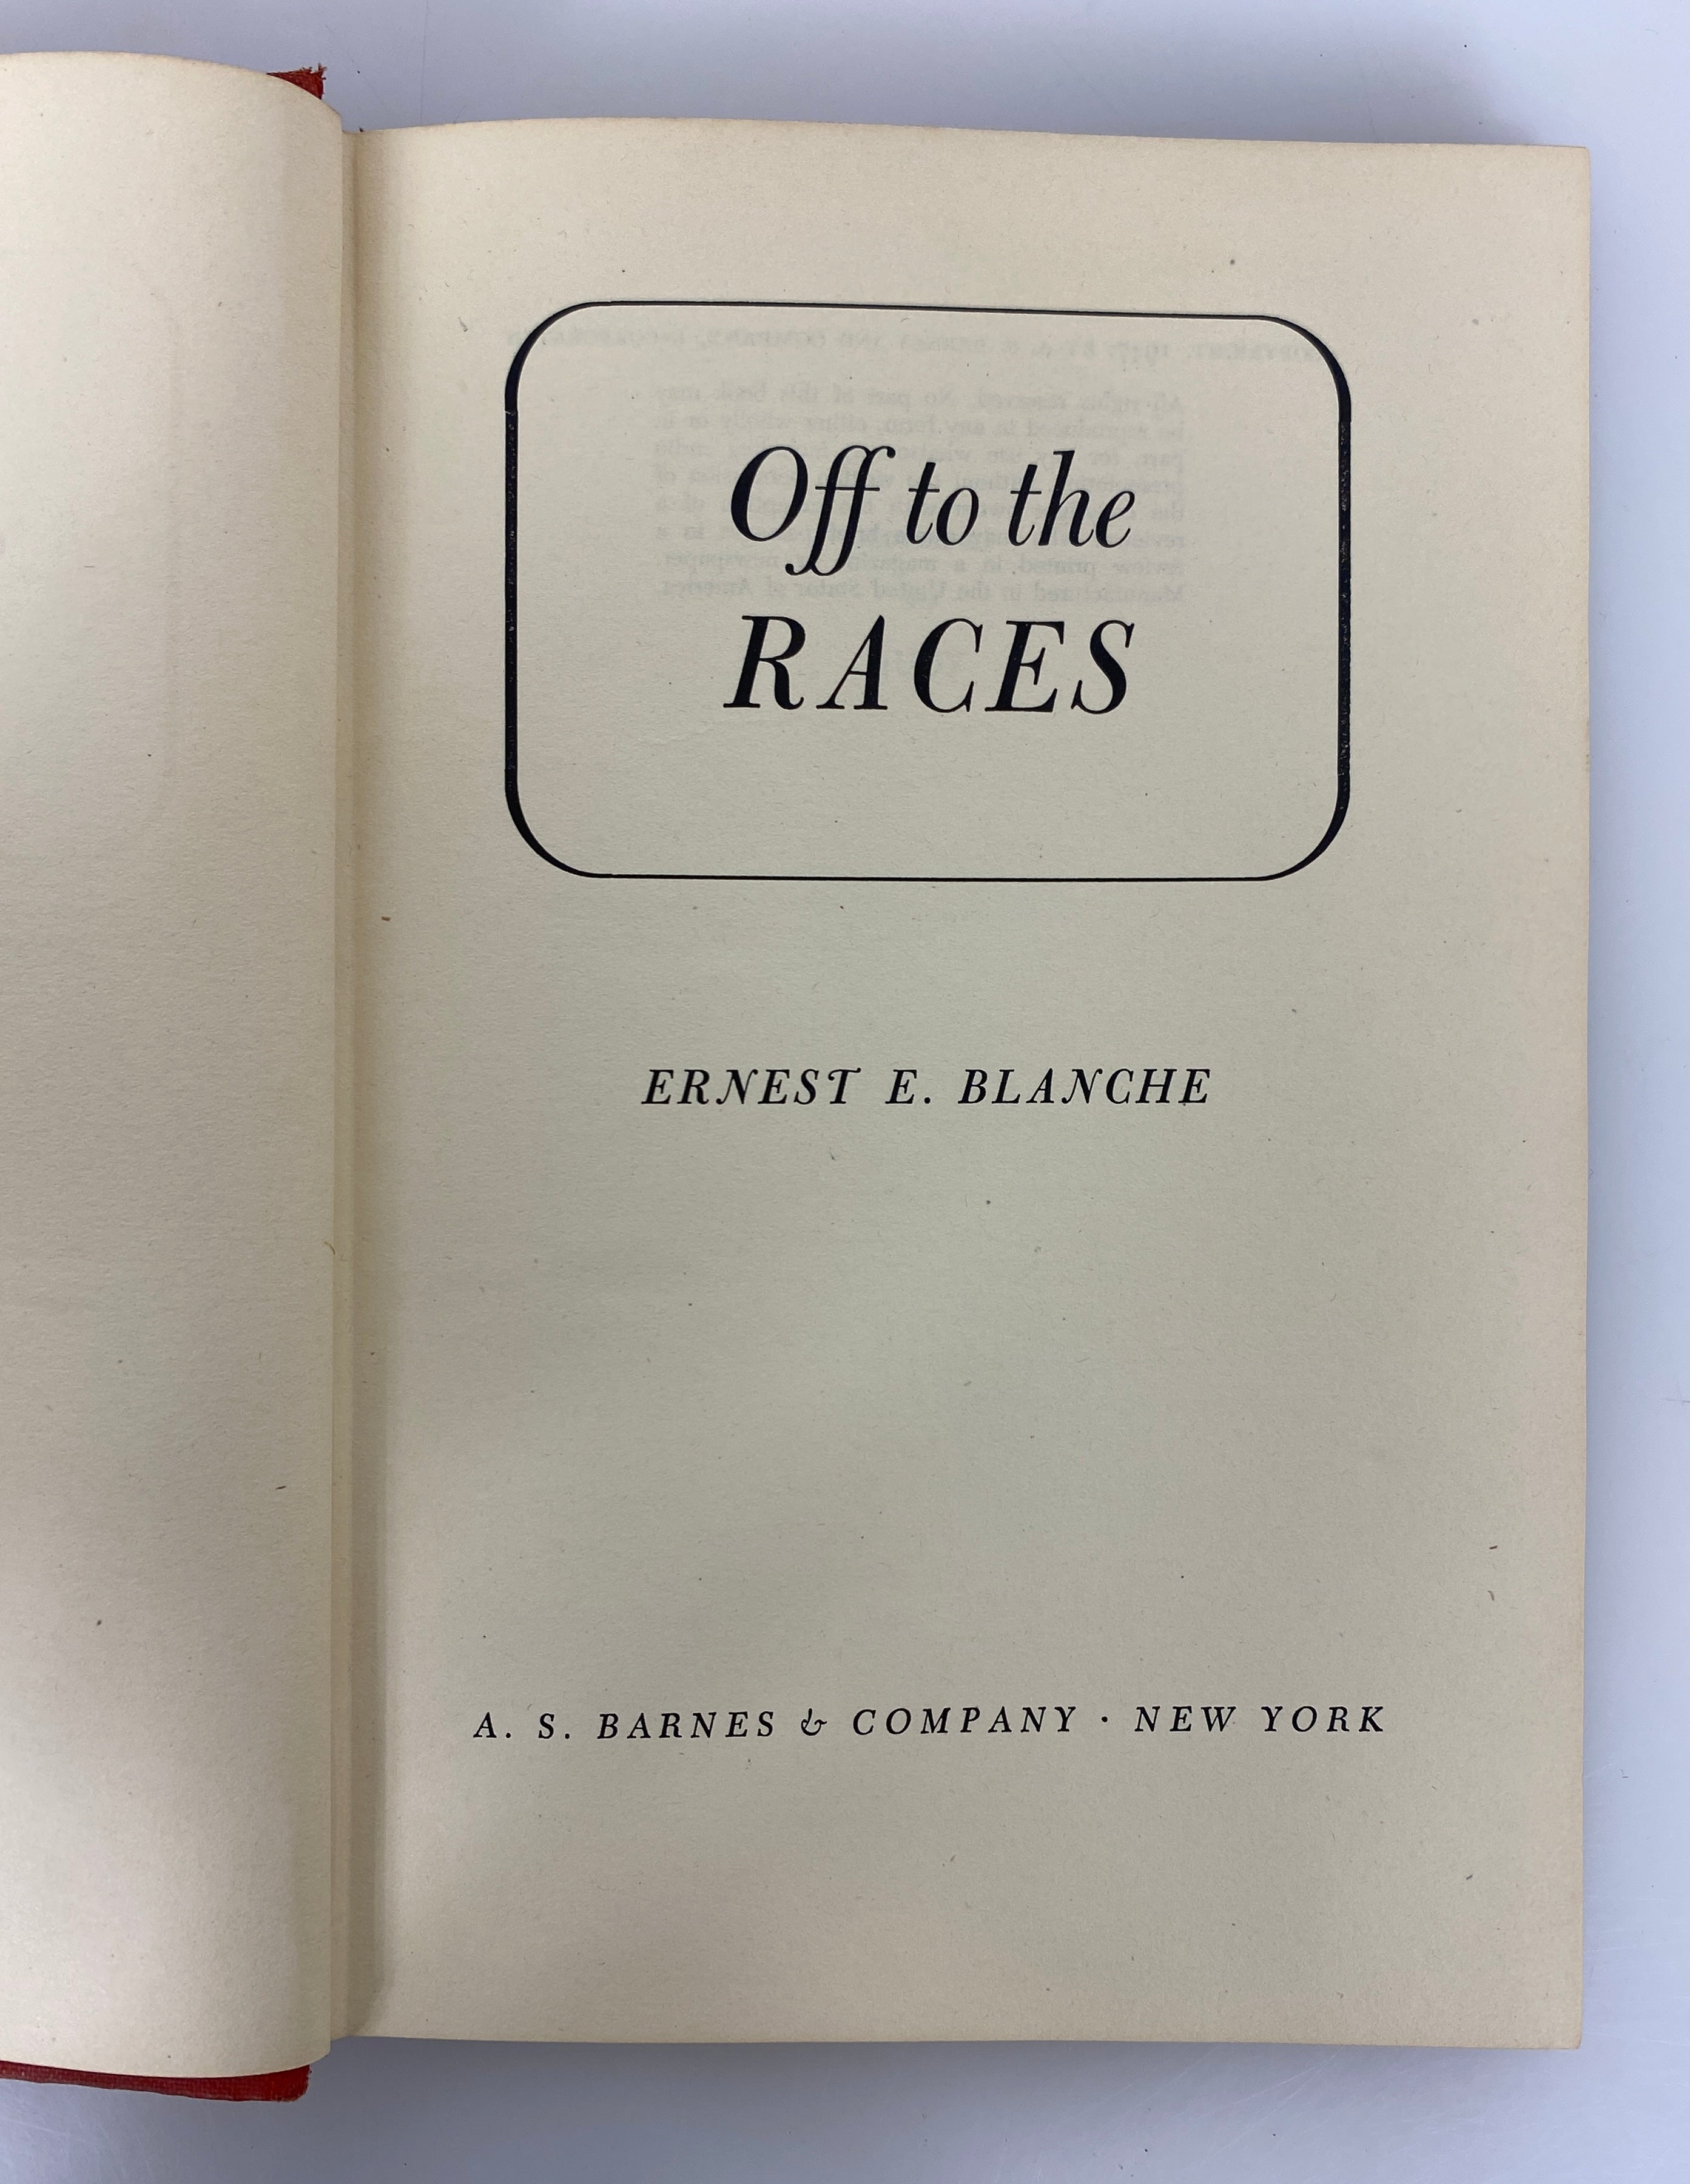 Off to the
RACES
ERNEST E. BLANCHE
A. S. BARNES & COMPANY · NEW YORK